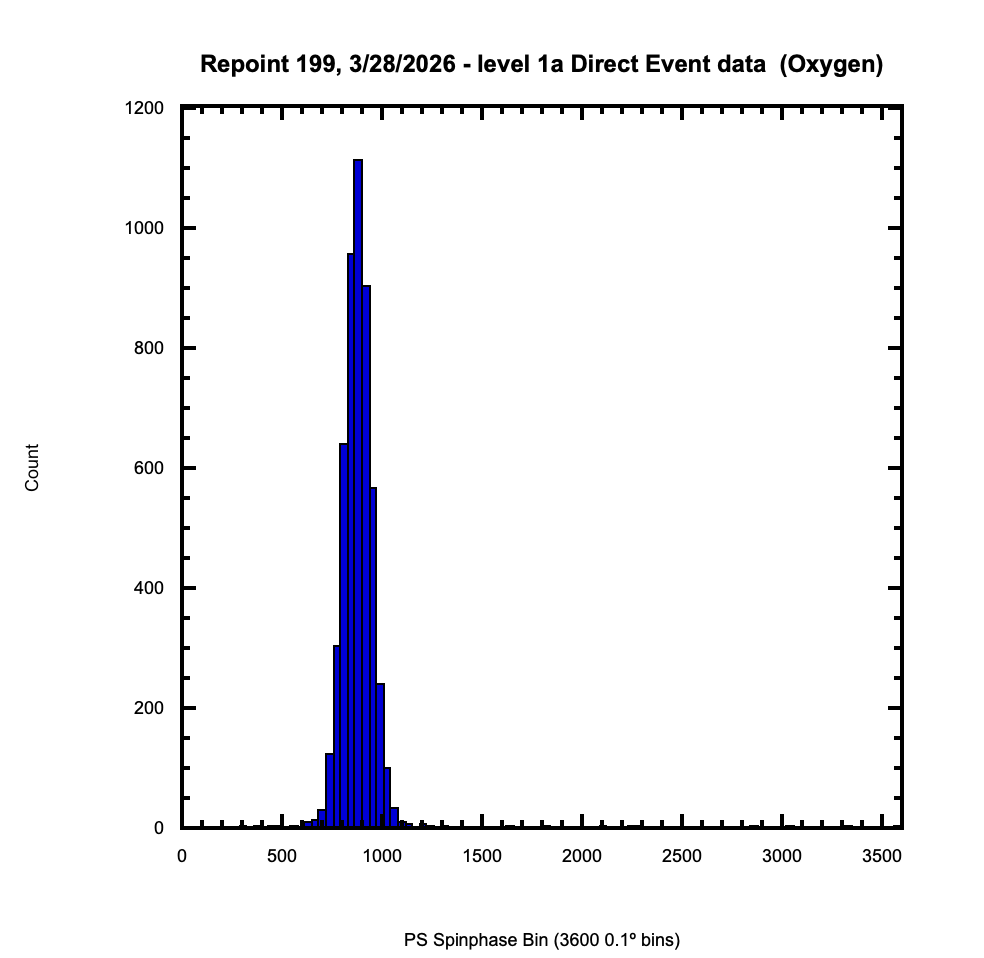 Repoint 199, 3/28/2026 - level 1a Direct Event data  (Oxygen)
1200
1000
800
600
400
200
0
Count
0 500 1000 1500 2000 2500 3000 3500
PS Spinphase Bin (3600 0.1º bins)